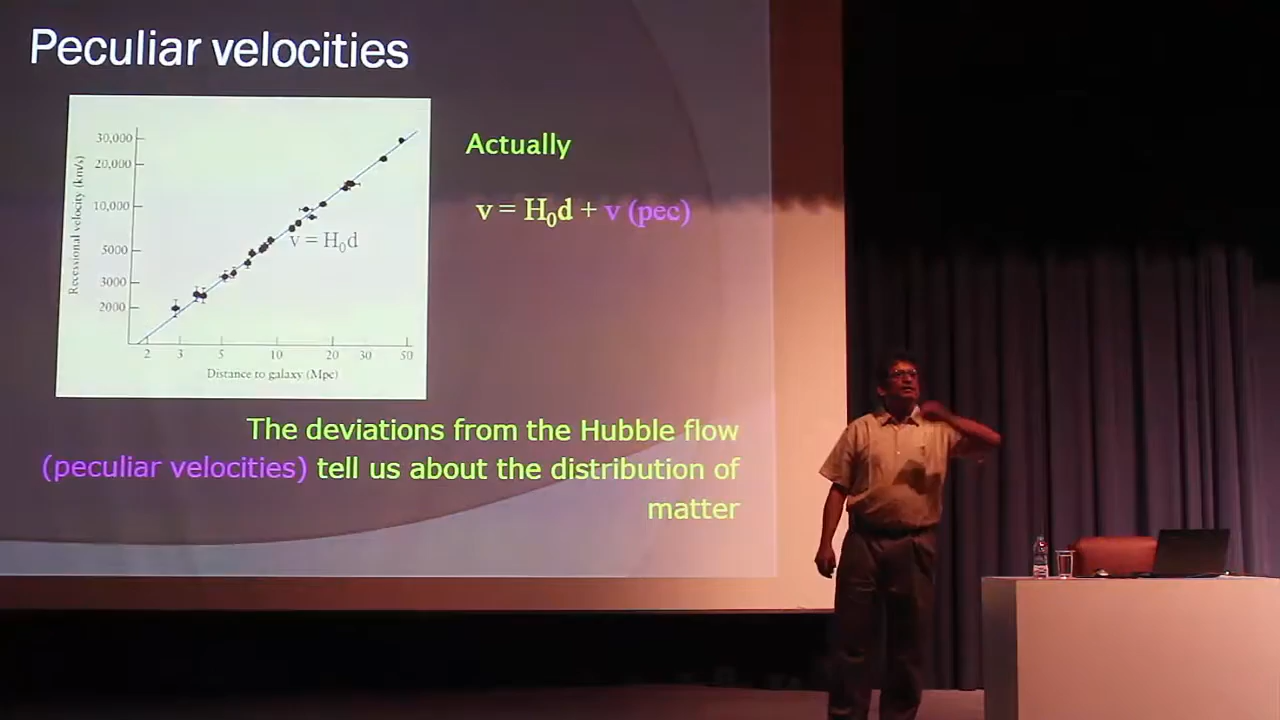 Peculiar velocities
30,000
20,000
10,000
5000
3000
2000
Recessional velocity (km/s)
v = H₀d
2 3 5 10 20 30 50
Distance to galaxy (Mpc)
Actually
v = H₀d + v (pec)
The deviations from the Hubble flow
(peculiar velocities) tell us about the distribution of
matter